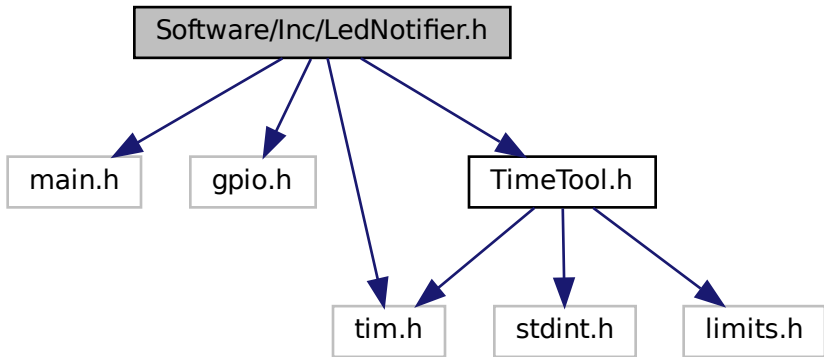 Software/Inc/LedNotifier.h
main.h
gpio.h
TimeTool.h
tim.h
stdint.h
limits.h